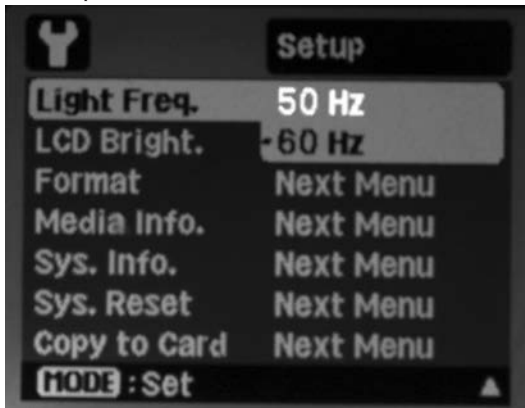 Setup
Light Freq. 50 Hz
LCD Bright. 60 Hz
Format Next Menu
Media Info. Next Menu
Sys. Info. Next Menu
Sys. Reset Next Menu
Copy to Card Next Menu
MODE :Set